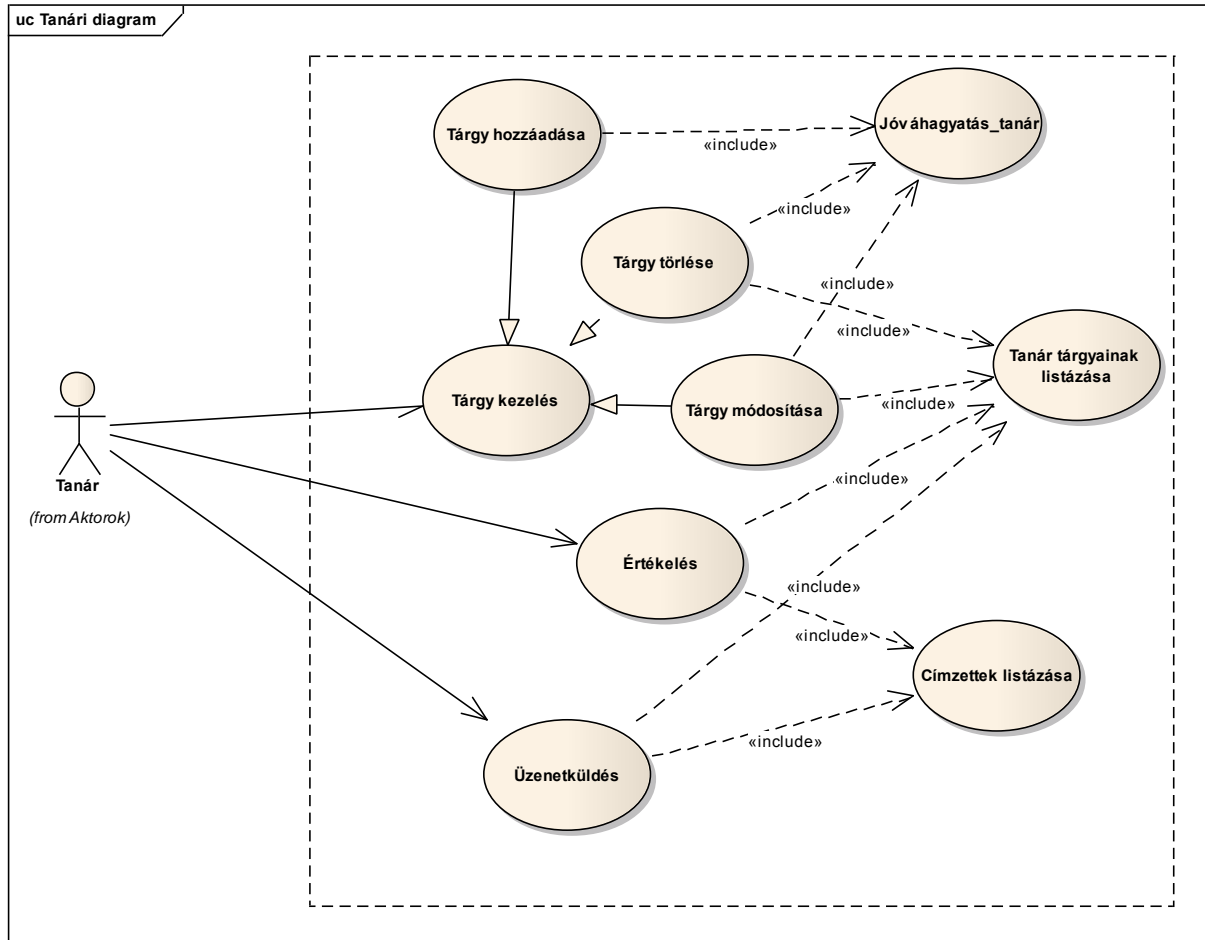 uc Tanári diagram
Tárgy hozzáadása
Jóváhagyatás_tanár
«include»
«include»
Tárgy törlése
«include»
«include»
Tanár tárgyainak
listázása
Tárgy kezelés
Tárgy módosítása
«include»
Tanár
(from Aktorok)
«include»
Értékelés
«include»
«include»
Címzettek listázása
«include»
Üzenetküldés